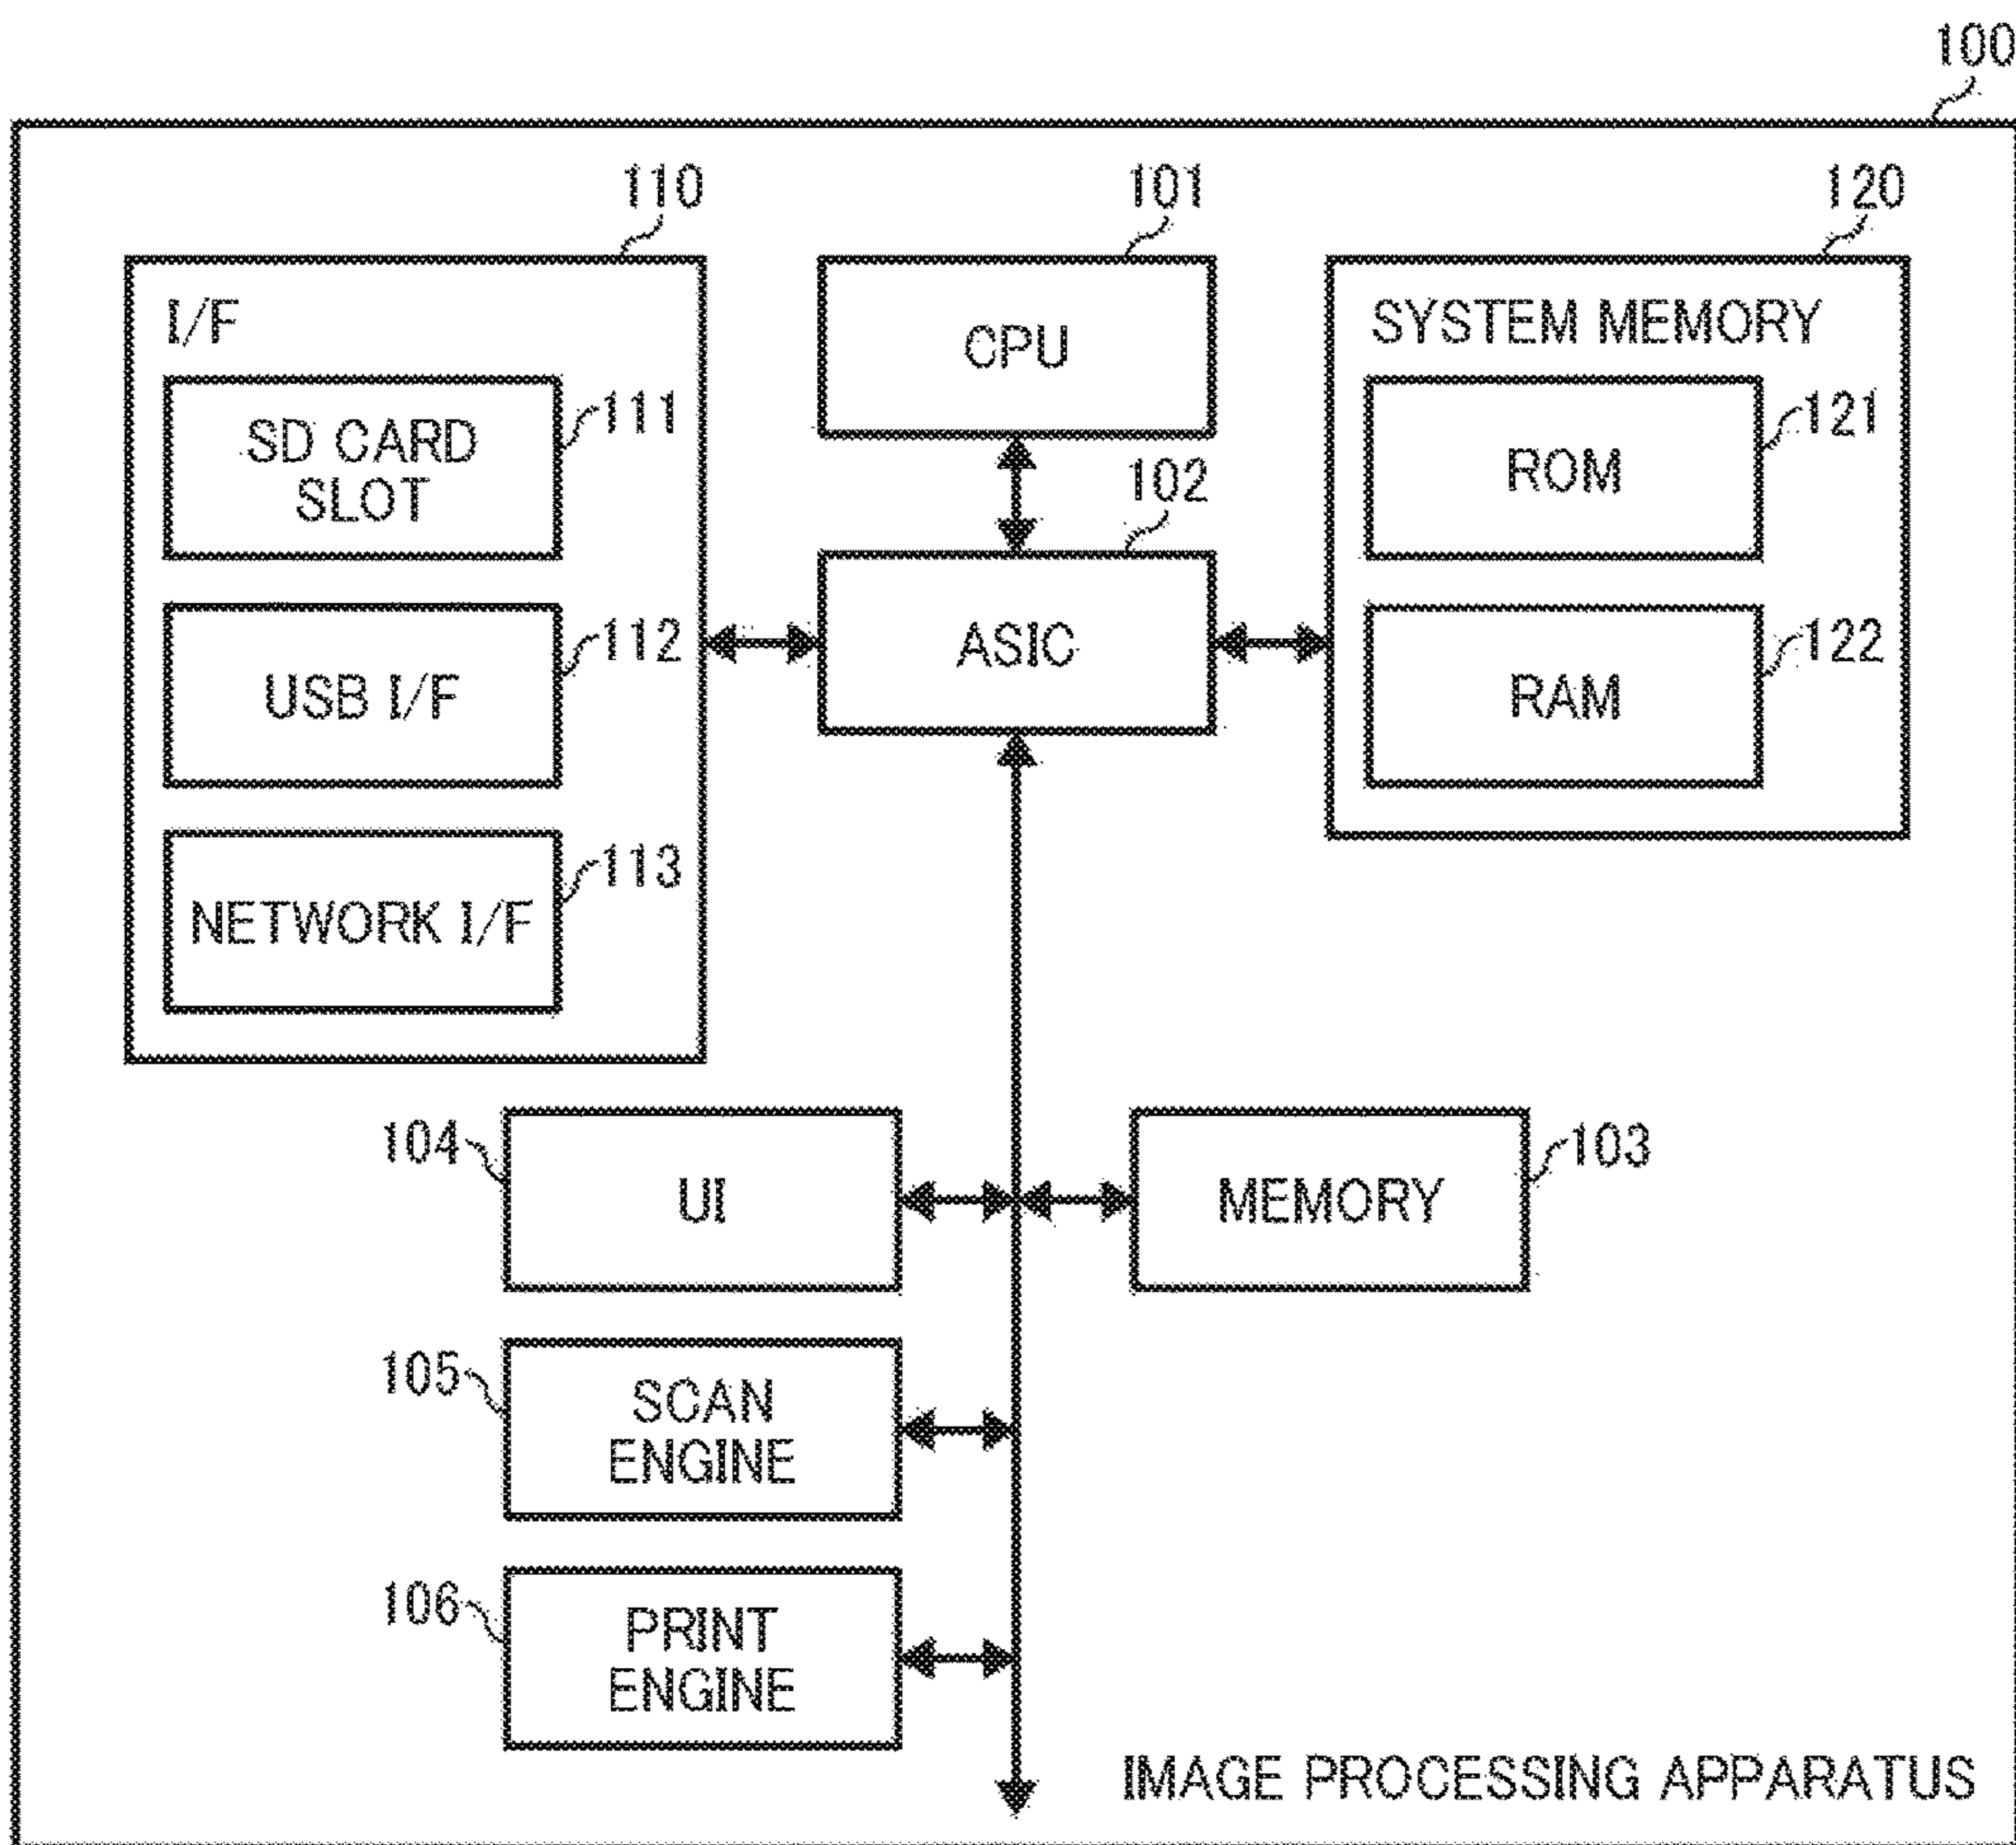 100
110
101
120
I/F
CPU
SYSTEM MEMORY
SD CARD
SLOT
111
102
ROM
121
USB I/F
112
ASIC
RAM
122
NETWORK I/F
113
104
UI
MEMORY
103
105
SCAN
ENGINE
106
PRINT
ENGINE
IMAGE PROCESSING APPARATUS